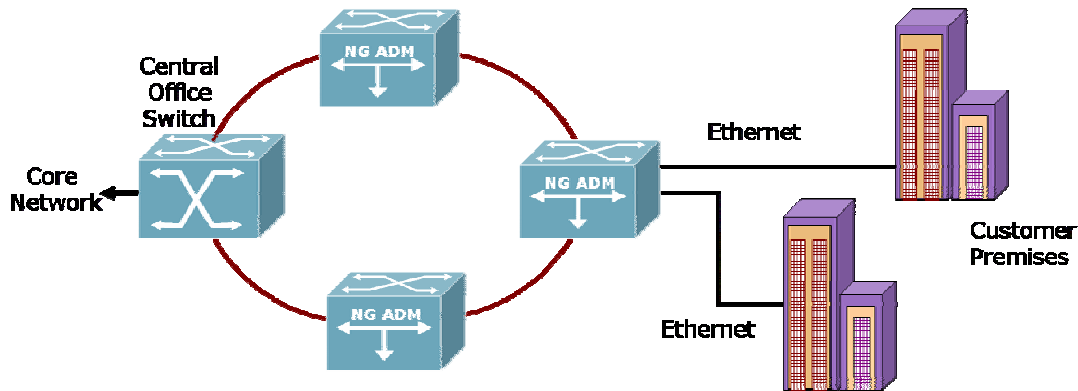 NG ADM
Central
Office
Switch
Ethernet
NG ADM
Core
Network
Customer
Premises
NG ADM
Ethernet